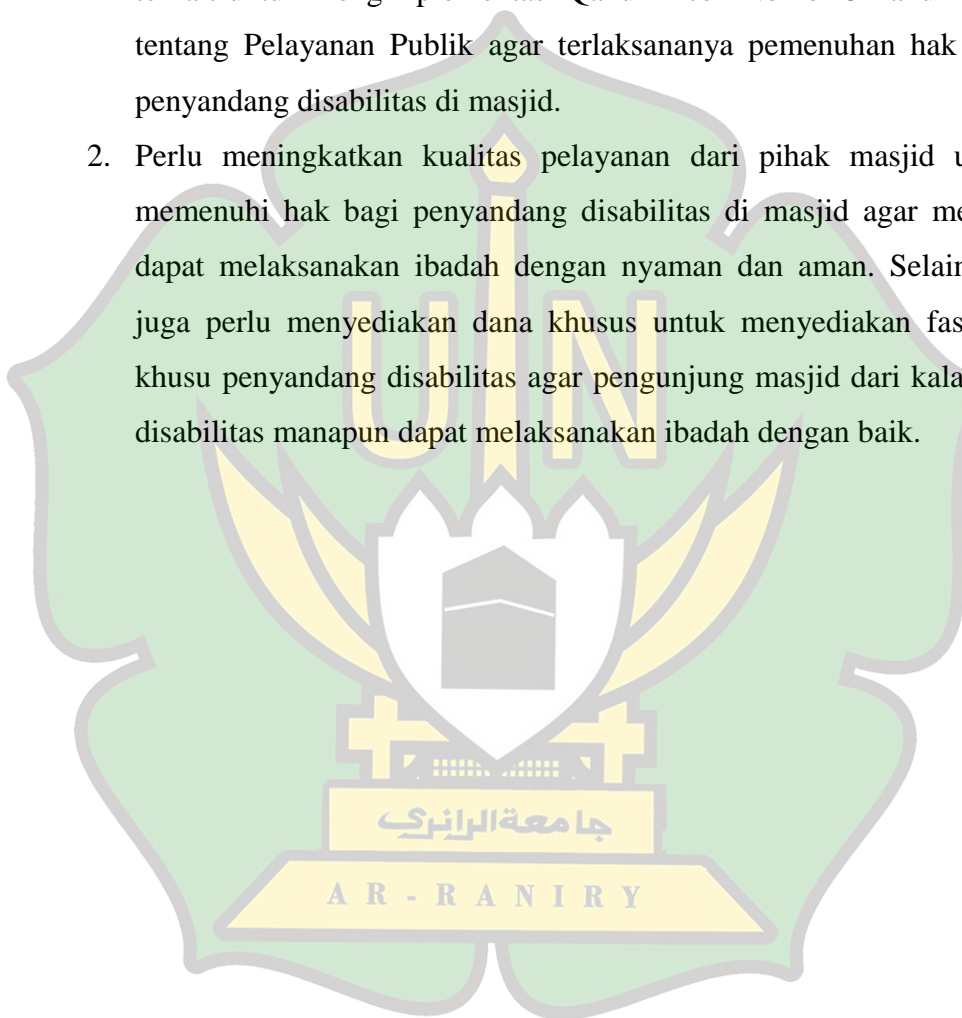 tentang Pelayanan Publik agar terlaksananya pemenuhan hak
penyandang disabilitas di masjid.
2. Perlu meningkatkan kualitas pelayanan dari pihak masjid u
memenuhi hak bagi penyandang disabilitas di masjid agar me
dapat melaksanakan ibadah dengan nyaman dan aman. Selain
juga perlu menyediakan dana khusus untuk menyediakan fas
khusu penyandang disabilitas agar pengunjung masjid dari kala
disabilitas manapun dapat melaksanakan ibadah dengan baik.
UIN
جامعة الرانري
AR-RANIRY